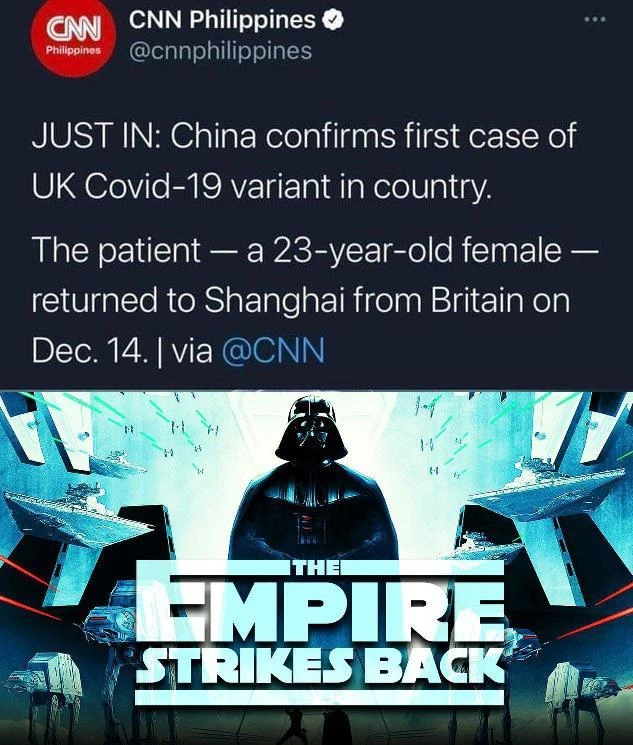 CNN
Philippines
CNN Philippines
@cnnphilippines
JUST IN: China confirms first case of
UK Covid-19 variant in country.
The patient — a 23-year-old female —
returned to Shanghai from Britain on
Dec. 14. | via @CNN
THE
EMPIRE
STRIKES BACK